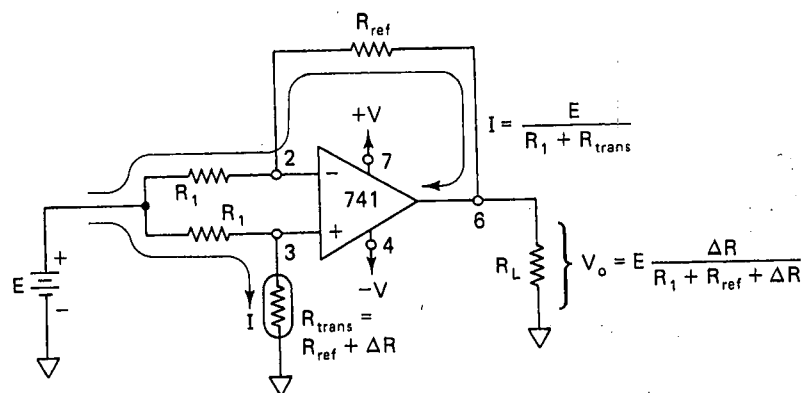 R_ref
+V
I = E / (R_1 + R_trans)
2
7
R_1
−
741
R_1
+
6
3
4
E
+
−
−V
I
R_trans =
R_ref + ΔR
R_L
V_o = E ΔR / (R_1 + R_ref + ΔR)